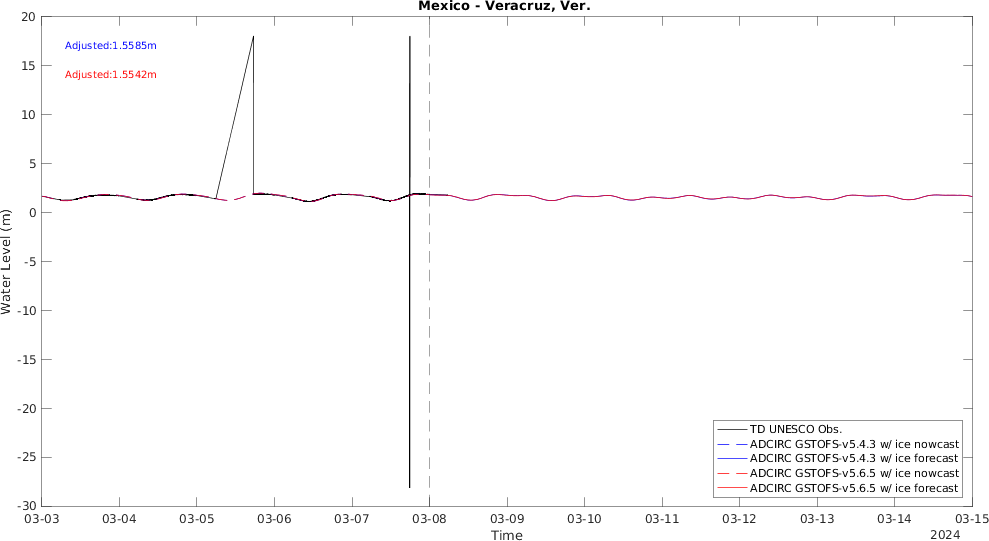 Mexico - Veracruz, Ver.
Adjusted:1.5585m
Adjusted:1.5542m
Water Level (m)
20
15
10
5
0
-5
-10
-15
-20
-25
-30
TD UNESCO Obs.
ADCIRC GSTOFS-v5.4.3 w/ ice nowcast
ADCIRC GSTOFS-v5.4.3 w/ ice forecast
ADCIRC GSTOFS-v5.6.5 w/ ice nowcast
ADCIRC GSTOFS-v5.6.5 w/ ice forecast
03-03 03-04 03-05 03-06 03-07 03-08 03-09 03-10 03-11 03-12 03-13 03-14 03-15
Time
2024